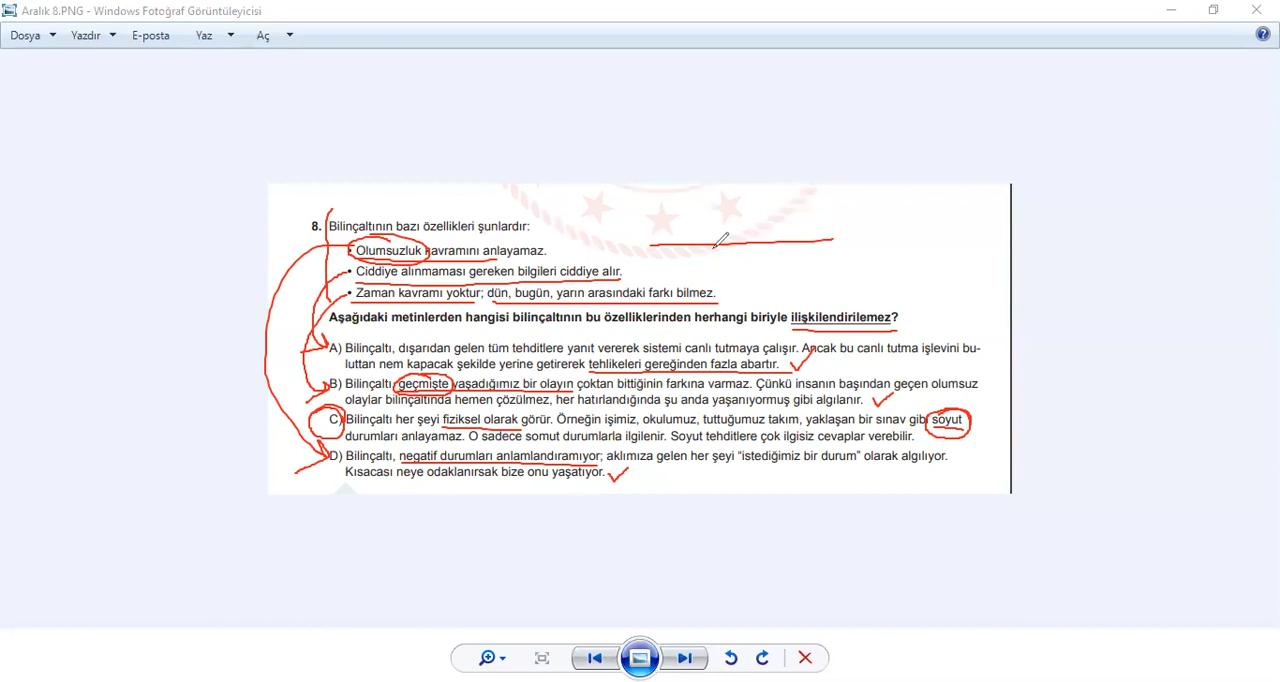 Aralık 8.PNG - Windows Fotoğraf Görüntüleyicisi
Dosya Yazdır E-posta Yaz Aç
8. Bilinçaltının bazı özellikleri şunlardır:
• Olumsuzluk kavramını anlayamaz.
• Ciddiye alınmaması gereken bilgileri ciddiye alır.
• Zaman kavramı yoktur; dün, bugün, yarın arasındaki farkı bilmez.
Aşağıdaki metinlerden hangisi bilinçaltının bu özelliklerinden herhangi biriyle ilişkilendirilemez?
A) Bilinçaltı, dışarıdan gelen tüm tehditlere yanıt vererek sistemi canlı tutmaya çalışır. Ancak bu canlı tutma işlevini bu-
luttan nem kapacak şekilde yerine getirerek tehlikeleri gereğinden fazla abartır.
B) Bilinçaltı geçmişte yaşadığımız bir olayın çoktan bittiğinin farkına varmaz. Çünkü insanın başından geçen olumsuz
olaylar bilinçaltında hemen çözülmez, her hatırlandığında şu anda yaşanıyormuş gibi algılanır.
C) Bilinçaltı her şeyi fiziksel olarak görür. Örneğin işimiz, okulumuz, tuttuğumuz takım, yaklaşan bir sınav gibi soyut
durumları anlayamaz. O sadece somut durumlarla ilgilenir. Soyut tehditlere çok ilgisiz cevaplar verebilir.
D) Bilinçaltı, negatif durumları anlamlandıramıyor; aklımıza gelen her şeyi “istediğimiz bir durum” olarak algılıyor.
Kısacası neye odaklanırsak bize onu yaşatıyor.